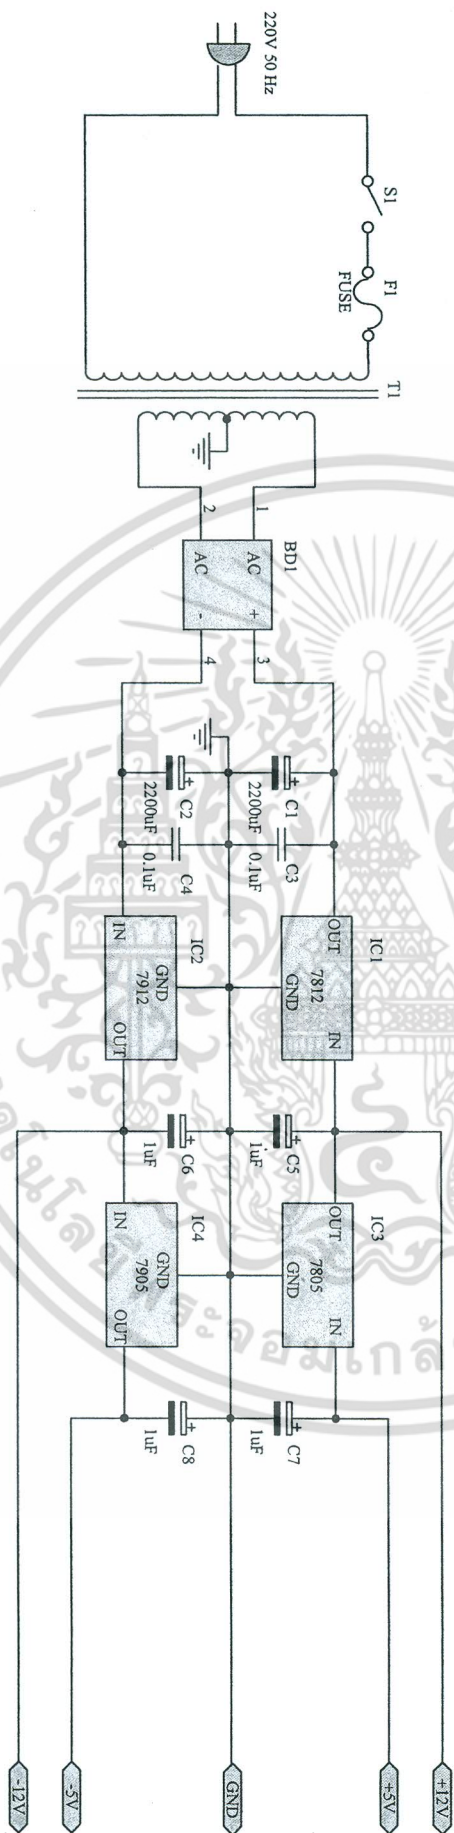 220V 50 Hz
S1
F1
FUSE
T1
1
2
BD1
AC
+
AC
-
3
4
C1
2200uF
C2
2200uF
C3
0.1uF
C4
0.1uF
IC1
OUT
7812
IN
GND
IC2
GND
7912
IN
OUT
C5
1uF
C6
1uF
IC3
OUT
7805
IN
GND
IC4
GND
7905
IN
OUT
C7
1uF
C8
1uF
+12V
+5V
GND
-5V
-12V